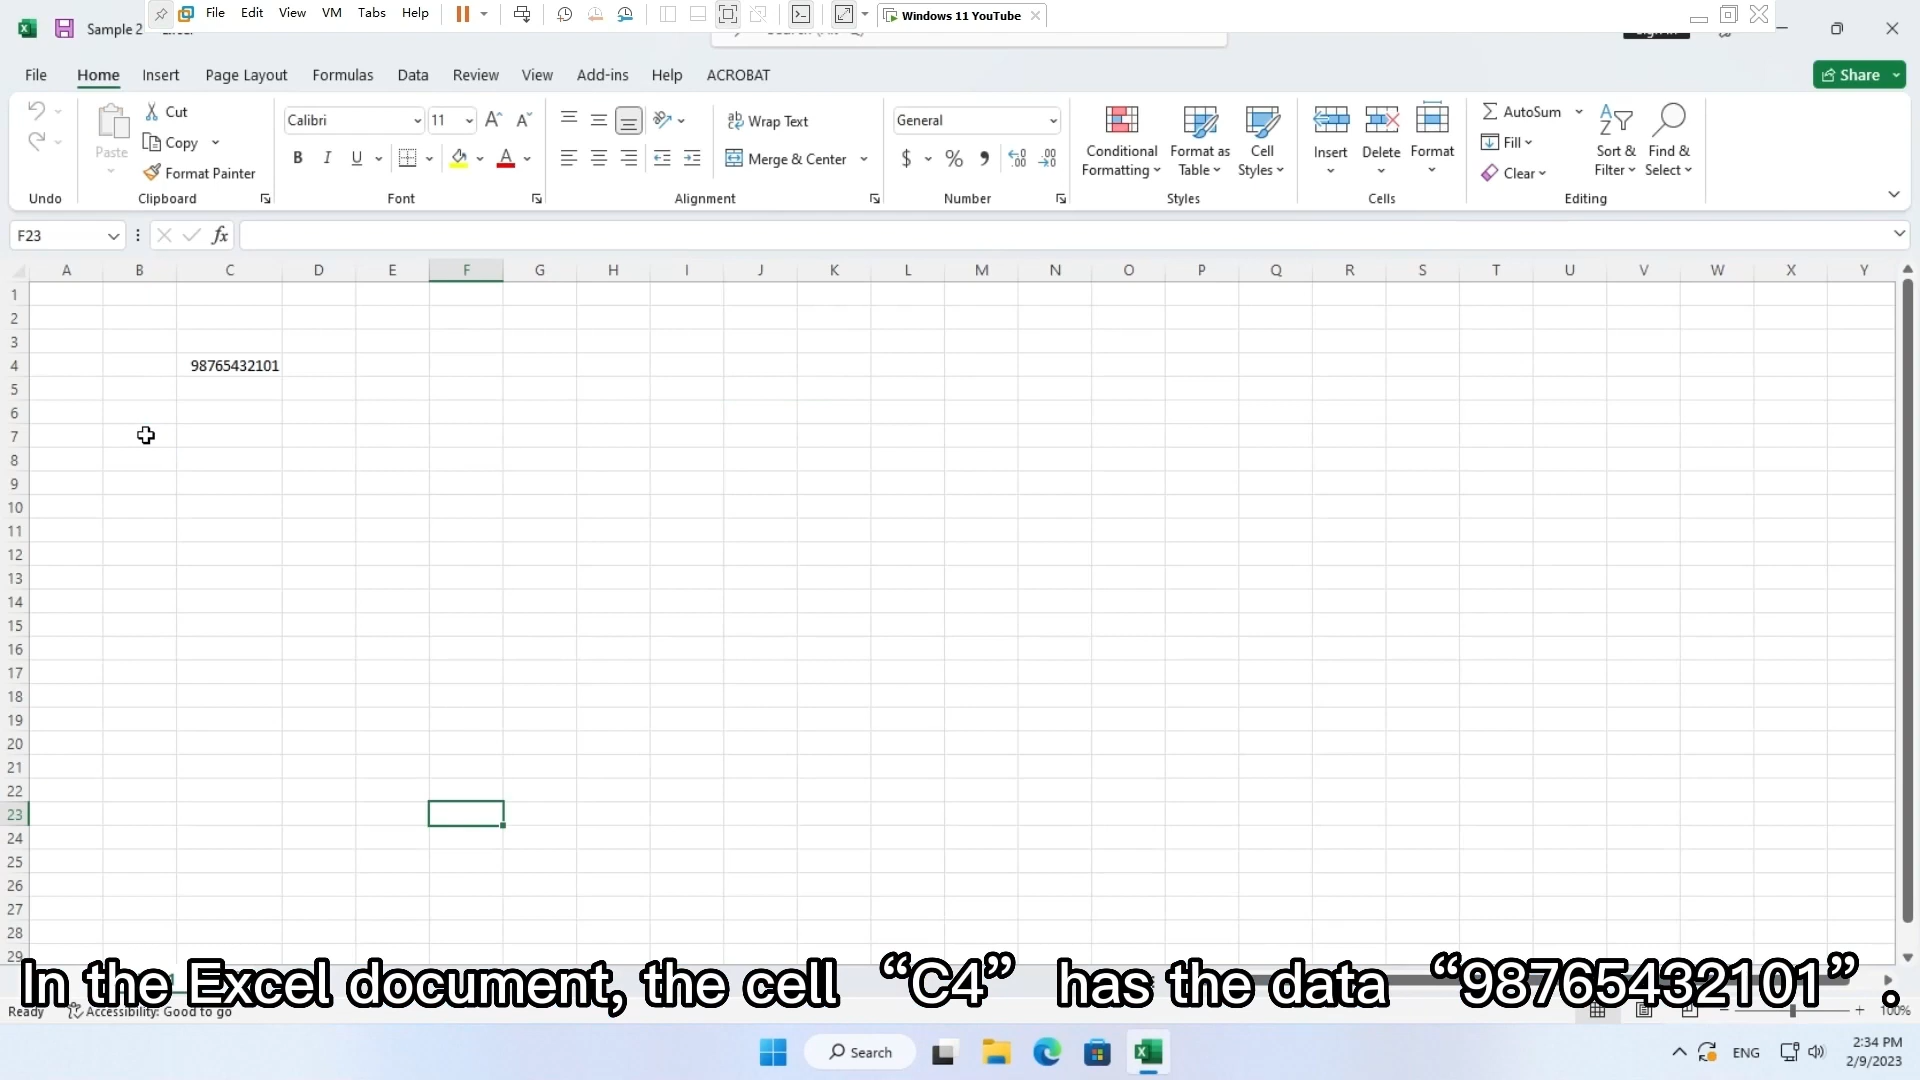 File Edit View VM Tabs Help
Windows 11 YouTube
Sample 2
File Home Insert Page Layout Formulas Data Review View Add-ins Help ACROBAT
Share
Paste
Cut
Copy
Format Painter
Calibri 11
B I U A
ab Wrap Text
Merge & Center
General
$ % ,
Conditional Formatting
Format as Table
Cell Styles
Insert Delete Format
AutoSum
Fill
Clear
Sort & Filter
Find & Select
Undo Clipboard Font Alignment Number Styles Cells Editing
F23 fx
A B C D E F G H I J K L M N O P Q R S T U V W X Y
1
2
3
4 98765432101
5
6
7
8
9
10
11
12
13
14
15
16
17
18
19
20
21
22
23
24
25
26
27
28
29
In the Excel document, the cell “C4” has the data “98765432101” .
Ready Accessibility: Good to go 100%
Search ENG 2:34 PM
2/9/2023